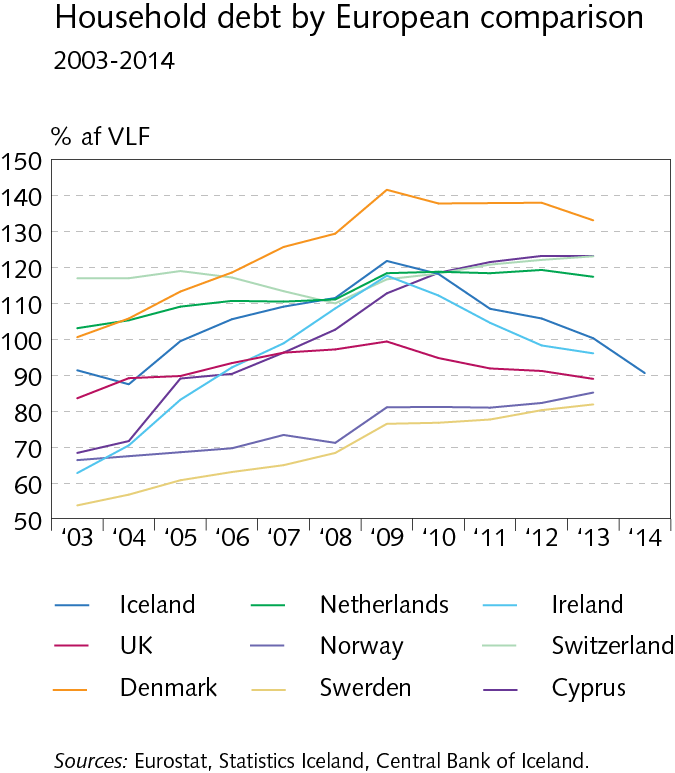 Household debt by European comparison
2003-2014
% af VLF
150
140
130
120
110
100
90
80
70
60
50
‘03 ‘04 ‘05 ‘06 ‘07 ‘08 ‘09 ‘10 ‘11 ‘12 ‘13 ‘14
Iceland Netherlands Ireland
UK Norway Switzerland
Denmark Swerden Cyprus
Sources: Eurostat, Statistics Iceland, Central Bank of Iceland.